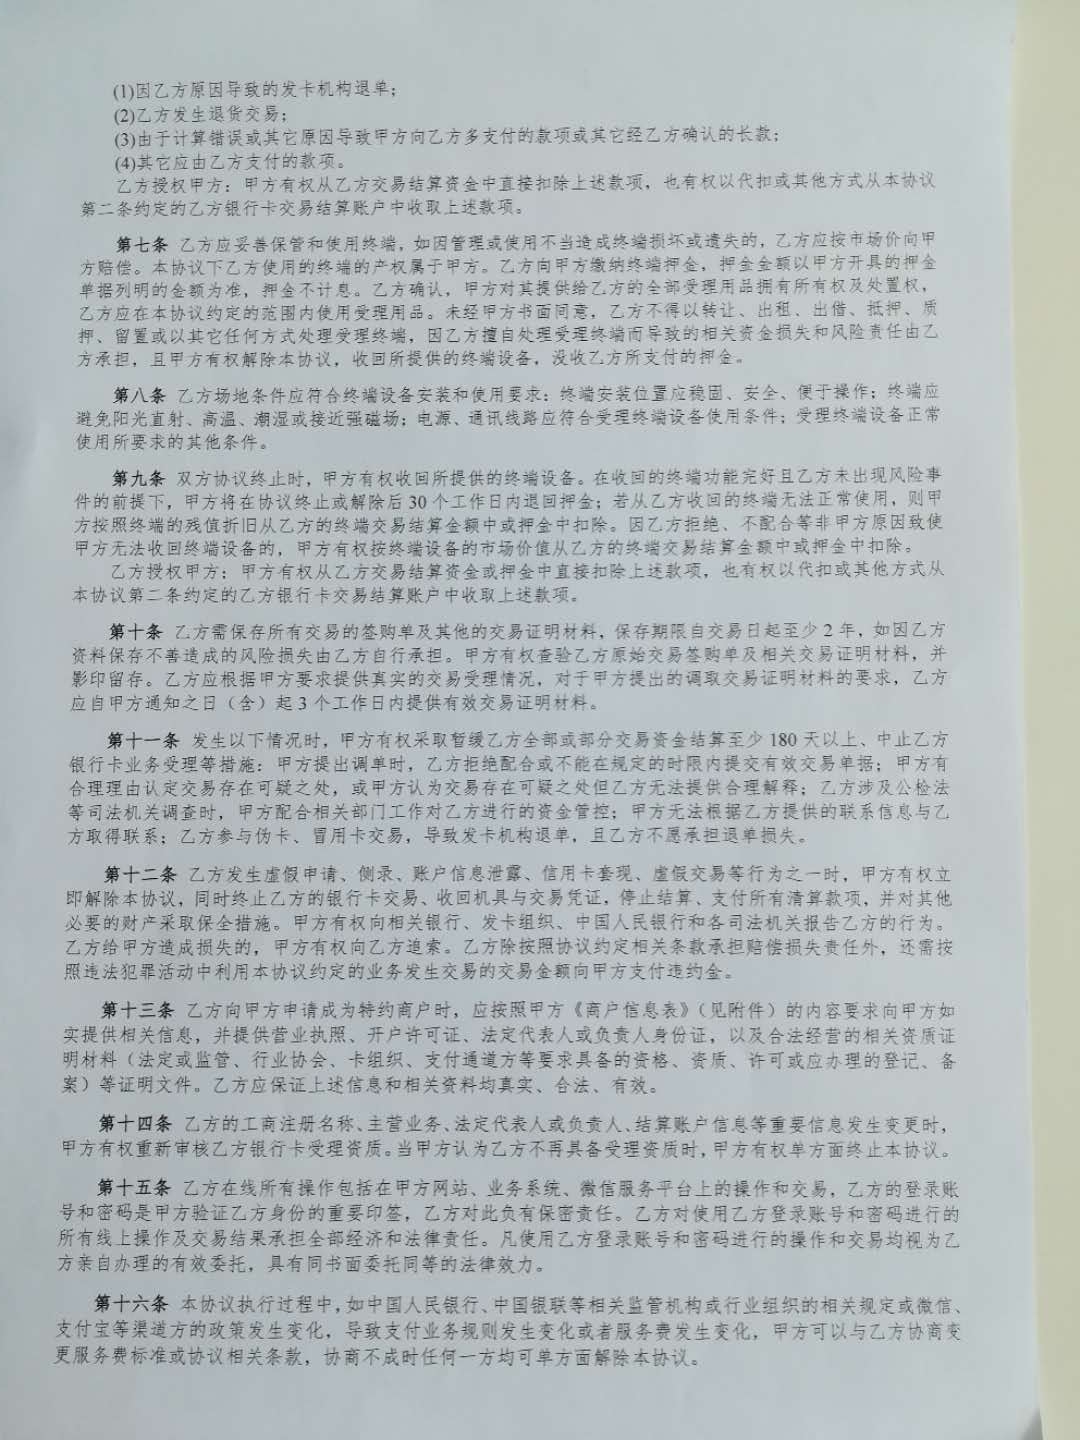 (1)因乙方原因导致的发卡机构退单；
(2)乙方发生退货交易；
(3)由于计算错误或其它原因导致甲方向乙方多支付的款项或其它经乙方确认的长款；
(4)其它应由乙方支付的款项。
乙方授权甲方：甲方有权从乙方交易结算资金中直接扣除上述款项，也有权以代扣或其他方式从本协议
第二条约定的乙方银行卡交易结算账户中收取上述款项。
第七条 乙方应妥善保管和使用终端，如因管理或使用不当造成终端损坏或遗失的，乙方应按市场价向甲
方赔偿。本协议下乙方使用的终端的产权属于甲方。乙方向甲方缴纳终端押金，押金金额以甲方开具的押金
单据列明的金额为准，押金不计息。乙方确认，甲方对其提供给乙方的全部受理用品拥有所有权及处置权，
乙方应在本协议约定的范围内使用受理用品。未经甲方书面同意，乙方不得以转让、出租、出借、抵押、质
押、留置或以其它任何方式处理受理终端，因乙方擅自处理受理终端而导致的相关资金损失和风险责任由乙
方承担，且甲方有权解除本协议，收回所提供的终端设备，没收乙方所支付的押金。
第八条 乙方场地条件应符合终端设备安装和使用要求：终端安装位置应稳固、安全、便于操作；终端应
避免阳光直射、高温、潮湿或接近强磁场；电源、通讯线路应符合受理终端设备使用条件；受理终端设备正常
使用所要求的其他条件。
第九条 双方协议终止时，甲方有权收回所提供的终端设备。在收回的终端功能完好且乙方未出现风险事
件的前提下，甲方将在协议终止或解除后 30 个工作日内退回押金；若从乙方收回的终端无法正常使用，则甲
方按照终端的残值折旧从乙方的终端交易结算金额中或押金中扣除。因乙方拒绝、不配合等非甲方原因致使
甲方无法收回终端设备的，甲方有权按终端设备的市场价值从乙方的终端交易结算金额中或押金中扣除。
乙方授权甲方：甲方有权从乙方交易结算资金或押金中直接扣除上述款项，也有权以代扣或其他方式从
本协议第二条约定的乙方银行卡交易结算账户中收取上述款项。
第十条 乙方需保存所有交易的签购单及其他的交易证明材料，保存期限自交易日起至少 2 年，如因乙方
资料保存不善造成的风险损失由乙方自行承担。甲方有权查验乙方原始交易签购单及相关交易证明材料，并
影印留存。乙方应根据甲方要求提供真实的交易受理情况，对于甲方提出的调取交易证明材料的要求，乙方
应自甲方通知之日（含）起 3 个工作日内提供有效交易证明材料。
第十一条 发生以下情况时，甲方有权采取暂缓乙方全部或部分交易资金结算至少 180 天以上、中止乙方
银行卡业务受理等措施：甲方提出调单时，乙方拒绝配合或不能在规定的时限内提交有效交易单据；甲方有
合理理由认定交易存在可疑之处，或甲方认为交易存在可疑之处但乙方无法提供合理解释；乙方涉及公检法
等司法机关调查时，甲方配合相关部门工作对乙方进行的资金管控；甲方无法根据乙方提供的联系信息与乙
方取得联系；乙方参与伪卡、冒用卡交易，导致发卡机构退单，且乙方不愿承担退单损失。
第十二条 乙方发生虚假申请、侧录、账户信息泄露、信用卡套现、虚假交易等行为之一时，甲方有权立
即解除本协议，同时终止乙方的银行卡交易、收回机具与交易凭证，停止结算、支付所有清算款项，并对其他
必要的财产采取保全措施。甲方有权向相关银行、发卡组织、中国人民银行和各司法机关报告乙方的行为。
乙方给甲方造成损失的，甲方有权向乙方追索。乙方除按照协议约定相关条款承担赔偿损失责任外，还需按
照违法犯罪活动中利用本协议约定的业务发生交易的交易金额向甲方支付违约金。
第十三条 乙方向甲方申请成为特约商户时，应按照甲方《商户信息表》（见附件）的内容要求向甲方如
实提供相关信息，并提供营业执照、开户许可证、法定代表人或负责人身份证，以及合法经营的相关资质证
明材料（法定或监管、行业协会、卡组织、支付通道方等要求具备的资格、资质、许可或应办理的登记、备
案）等证明文件。乙方应保证上述信息和相关资料均真实、合法、有效。
第十四条 乙方的工商注册名称、主营业务、法定代表人或负责人、结算账户信息等重要信息发生变更时，
甲方有权重新审核乙方银行卡受理资质。当甲方认为乙方不再具备受理资质时，甲方有权单方面终止本协议。
第十五条 乙方在线所有操作包括在甲方网站、业务系统、微信服务平台上的操作和交易，乙方的登录账
号和密码是甲方验证乙方身份的重要印签，乙方对此负有保密责任。乙方对使用乙方登录账号和密码进行的
所有线上操作及交易结果承担全部经济和法律责任。凡使用乙方登录账号和密码进行的操作和交易均视为乙
方亲自办理的有效委托，具有同书面委托同等的法律效力。
第十六条 本协议执行过程中，如中国人民银行、中国银联等相关监管机构或行业组织的相关规定或微信、
支付宝等渠道方的政策发生变化，导致支付业务规则发生变化或者服务费发生变化，甲方可以与乙方协商变
更服务费标准或协议相关条款，协商不成时任何一方均可单方面解除本协议。